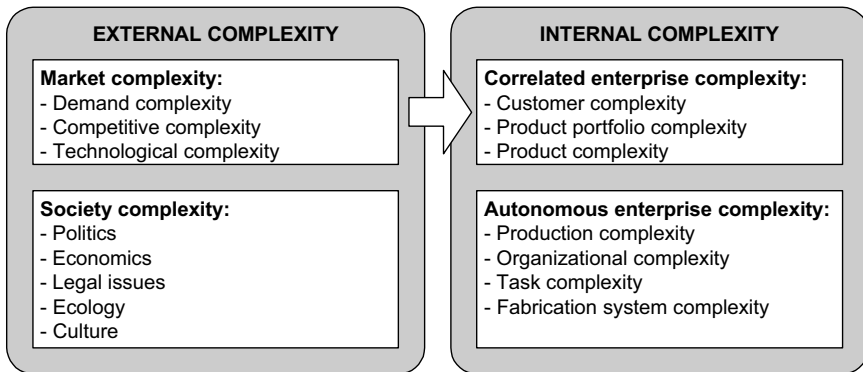 EXTERNAL COMPLEXITY
Market complexity:
- Demand complexity
- Competitive complexity
- Technological complexity
Society complexity:
- Politics
- Economics
- Legal issues
- Ecology
- Culture
INTERNAL COMPLEXITY
Correlated enterprise complexity:
- Customer complexity
- Product portfolio complexity
- Product complexity
Autonomous enterprise complexity:
- Production complexity
- Organizational complexity
- Task complexity
- Fabrication system complexity